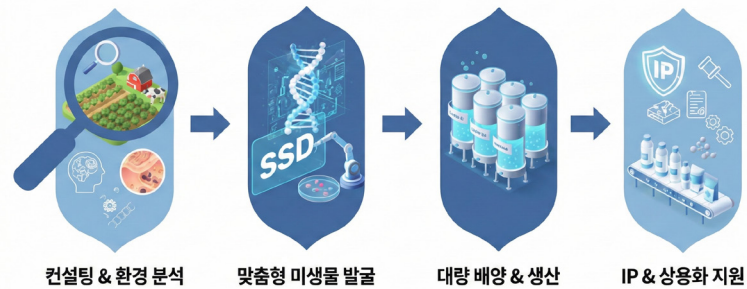 SSD
IP
컨설팅 & 환경 분석
맞춤형 미생물 발굴
대량 배양 & 생산
IP & 상용화 지원